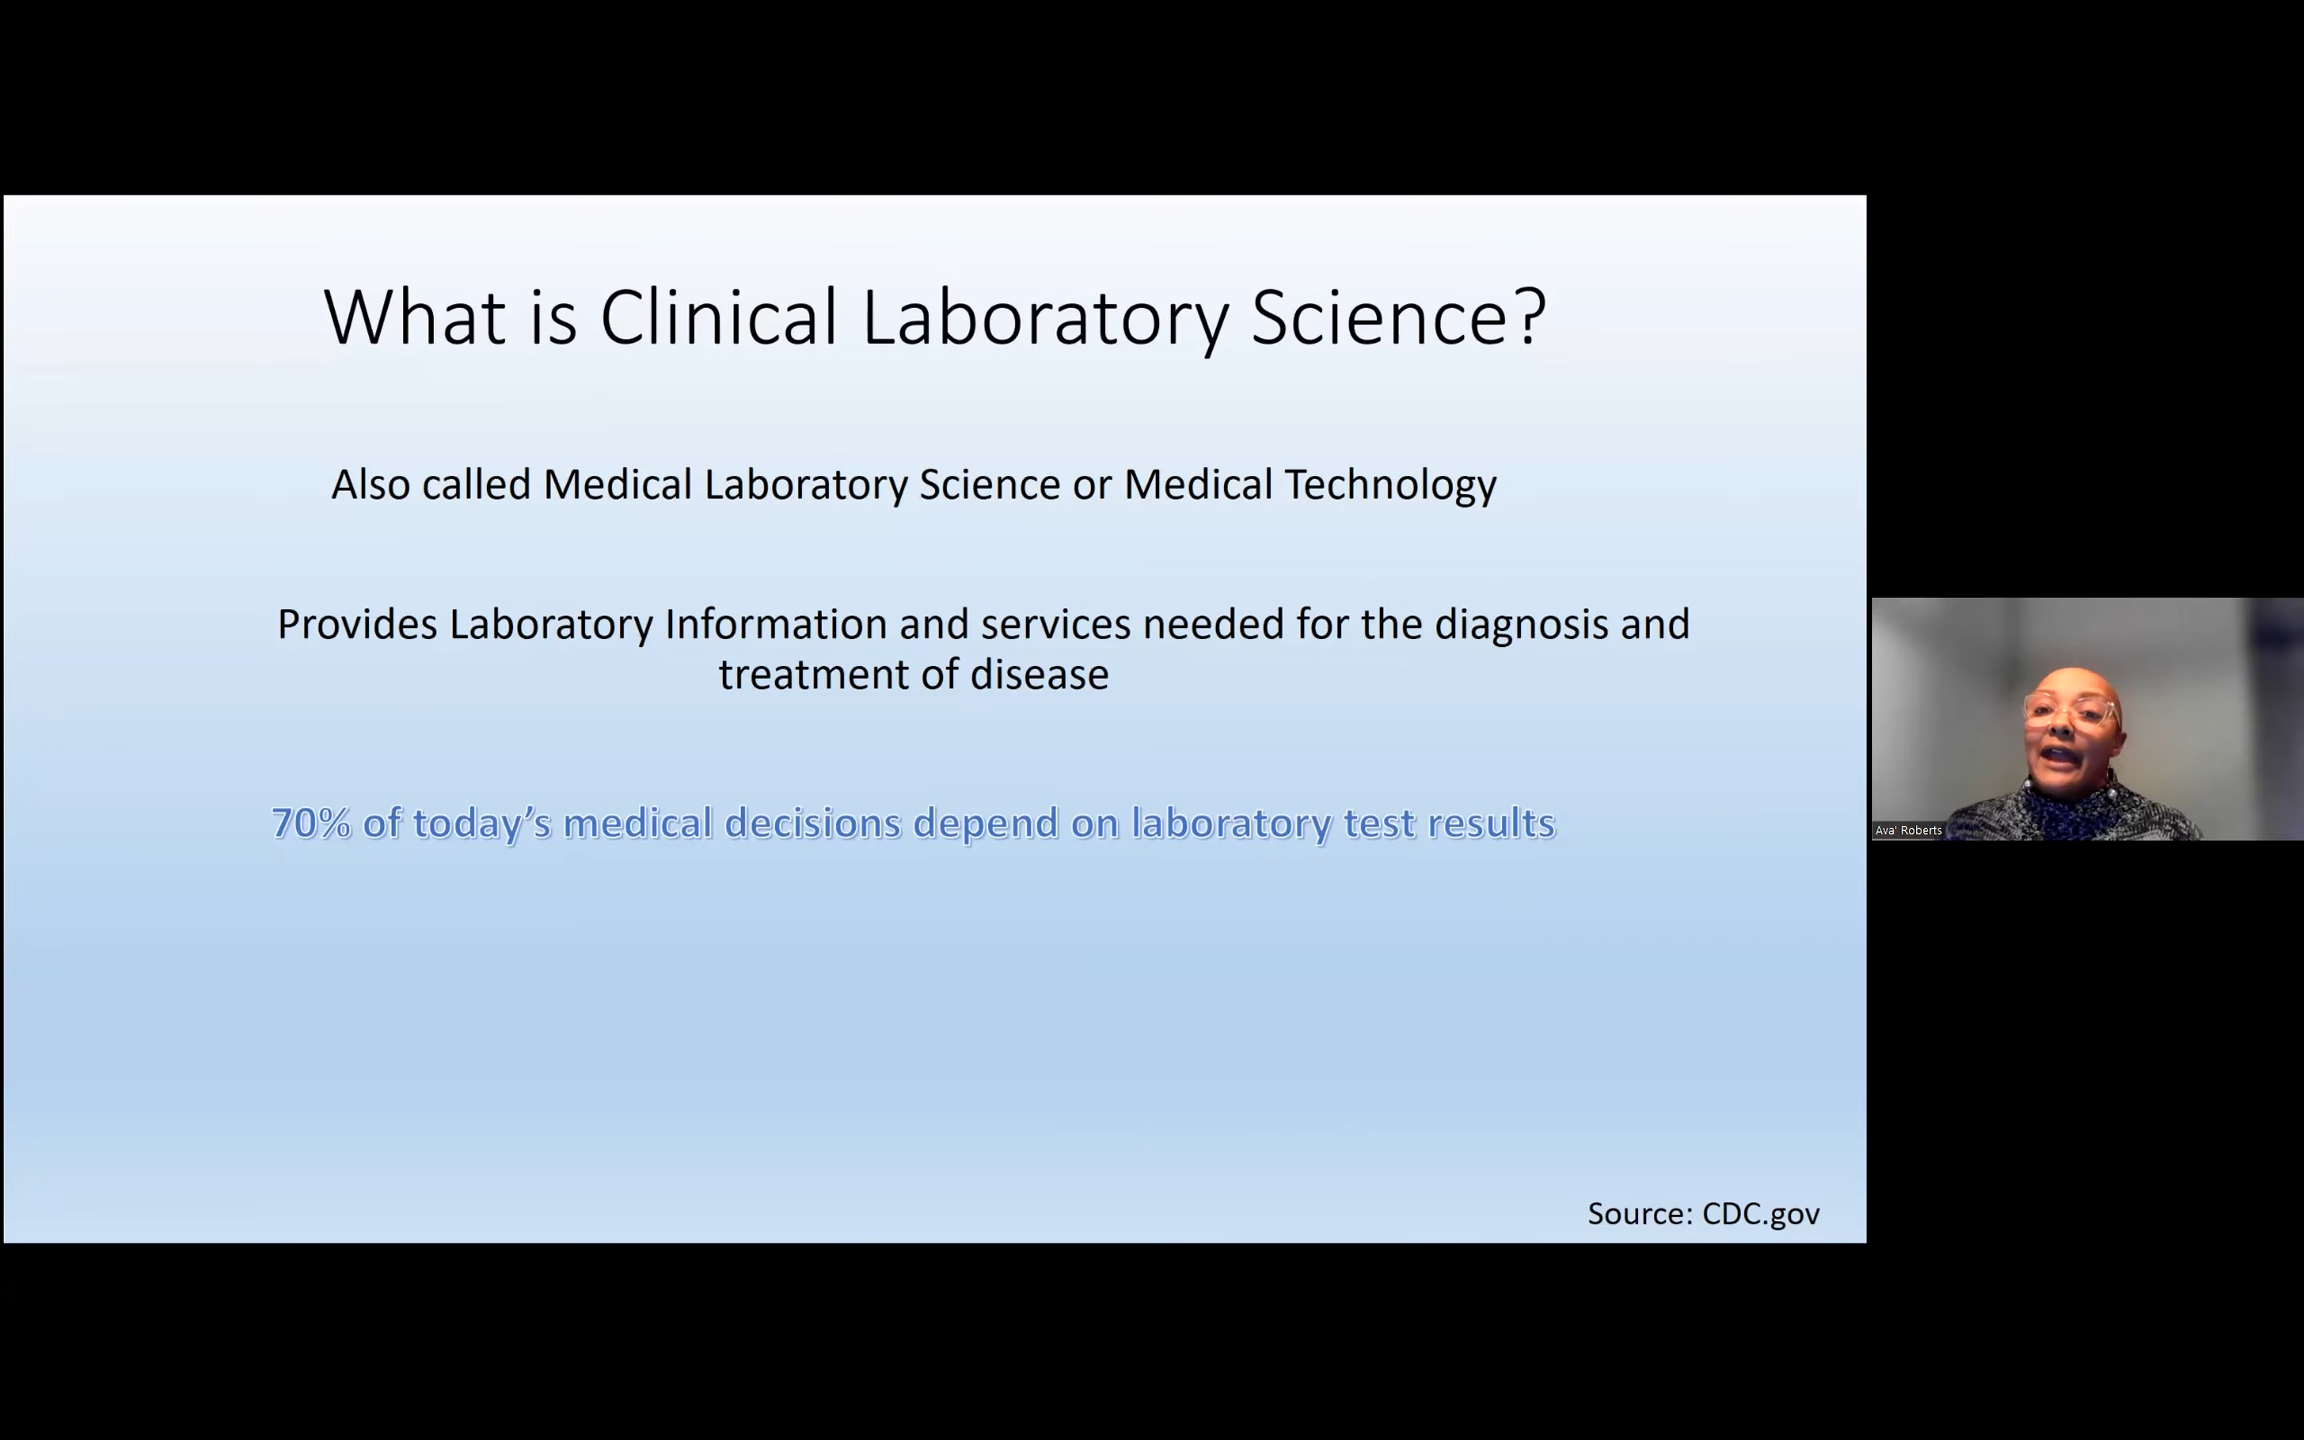 What is Clinical Laboratory Science?
Also called Medical Laboratory Science or Medical Technology
Provides Laboratory Information and services needed for the diagnosis and
treatment of disease
70% of today’s medical decisions depend on laboratory test results
Source: CDC.gov
Ava' Roberts